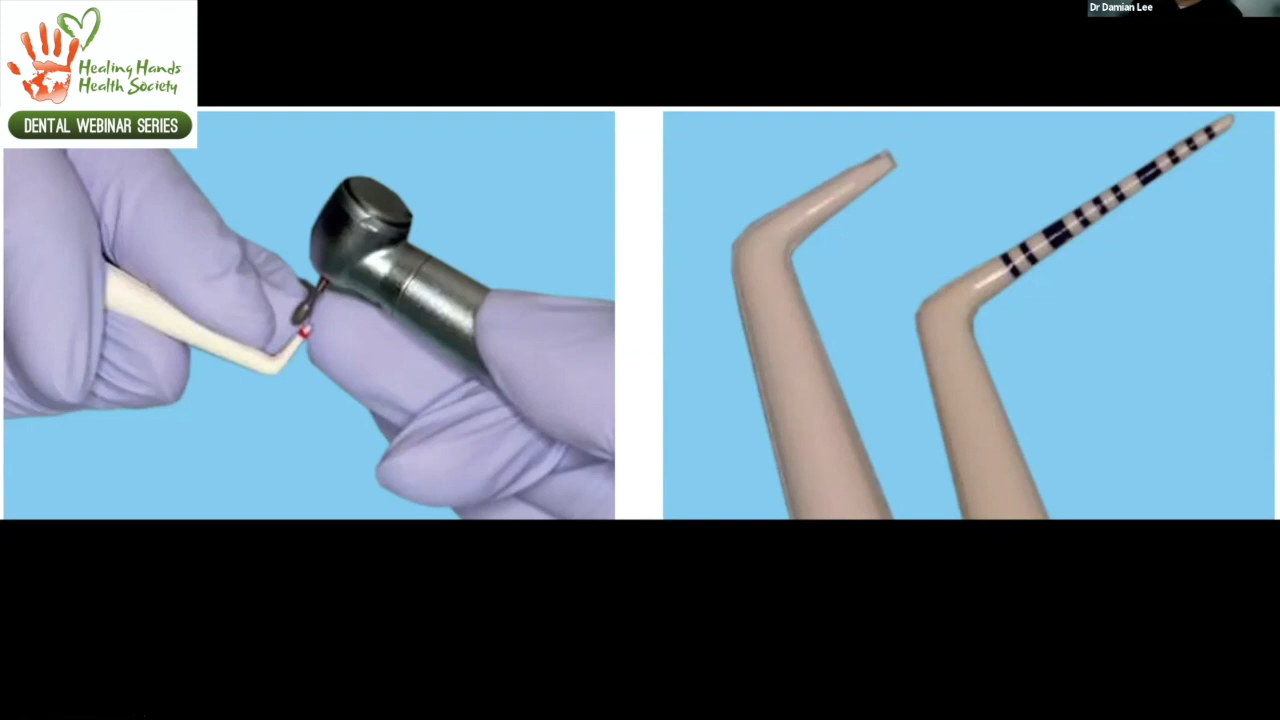 Dr Damian Lee
Healing Hands
Health Society
DENTAL WEBINAR SERIES